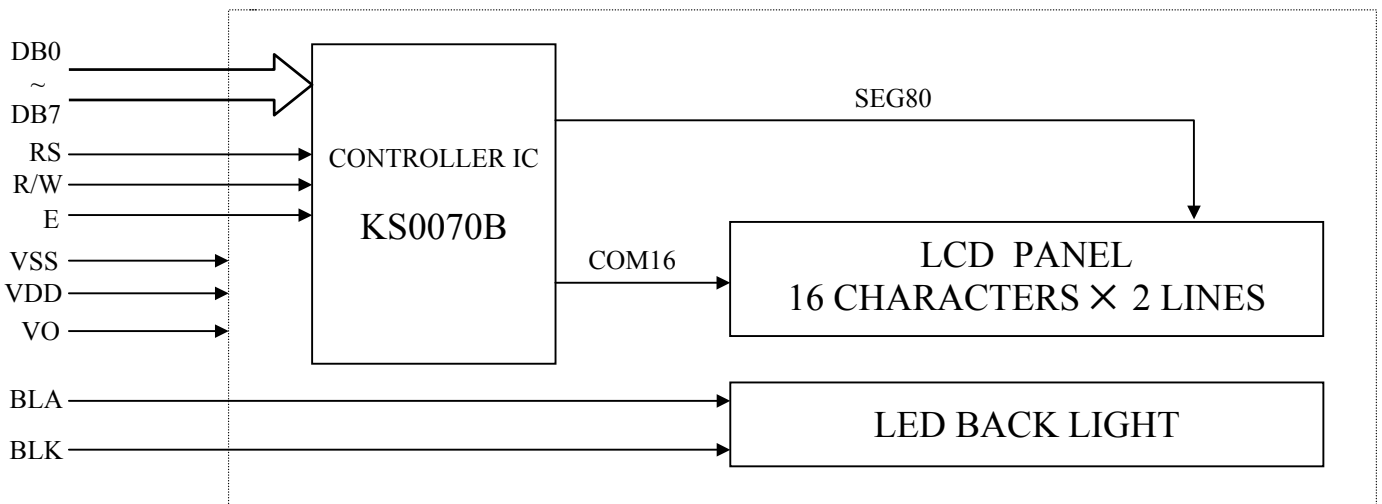 DB0
~
DB7
RS
R/W
E
VSS
VDD
VO
BLA
BLK
CONTROLLER IC
KS0070B
SEG80
COM16
LCD PANEL
16 CHARACTERS × 2 LINES
LED BACK LIGHT